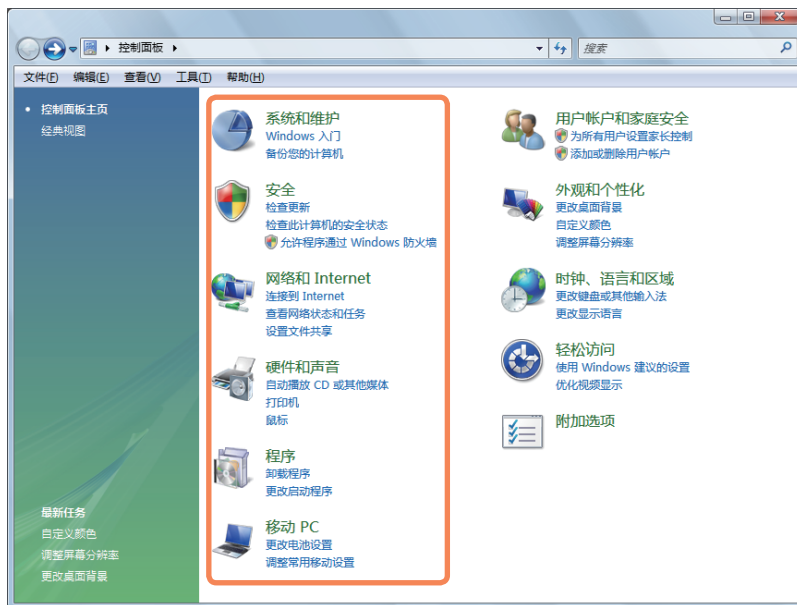 控制面板
搜索
文件(F) 编辑(E) 查看(V) 工具(T) 帮助(H)
控制面板主页
经典视图
最新任务
自定义颜色
调整屏幕分辨率
更改桌面背景
系统和维护
Windows 入门
备份您的计算机
安全
检查更新
检查此计算机的安全状态
允许程序通过 Windows 防火墙
网络和 Internet
连接到 Internet
查看网络状态和任务
设置文件共享
硬件和声音
自动播放 CD 或其他媒体
打印机
鼠标
程序
卸载程序
更改启动程序
移动 PC
更改电池设置
调整常用移动设置
用户帐户和家庭安全
为所有用户设置家长控制
添加或删除用户帐户
外观和个性化
更改桌面背景
自定义颜色
调整屏幕分辨率
时钟、语言和区域
更改键盘或其他输入法
更改显示语言
轻松访问
使用 Windows 建议的设置
优化视频显示
附加选项